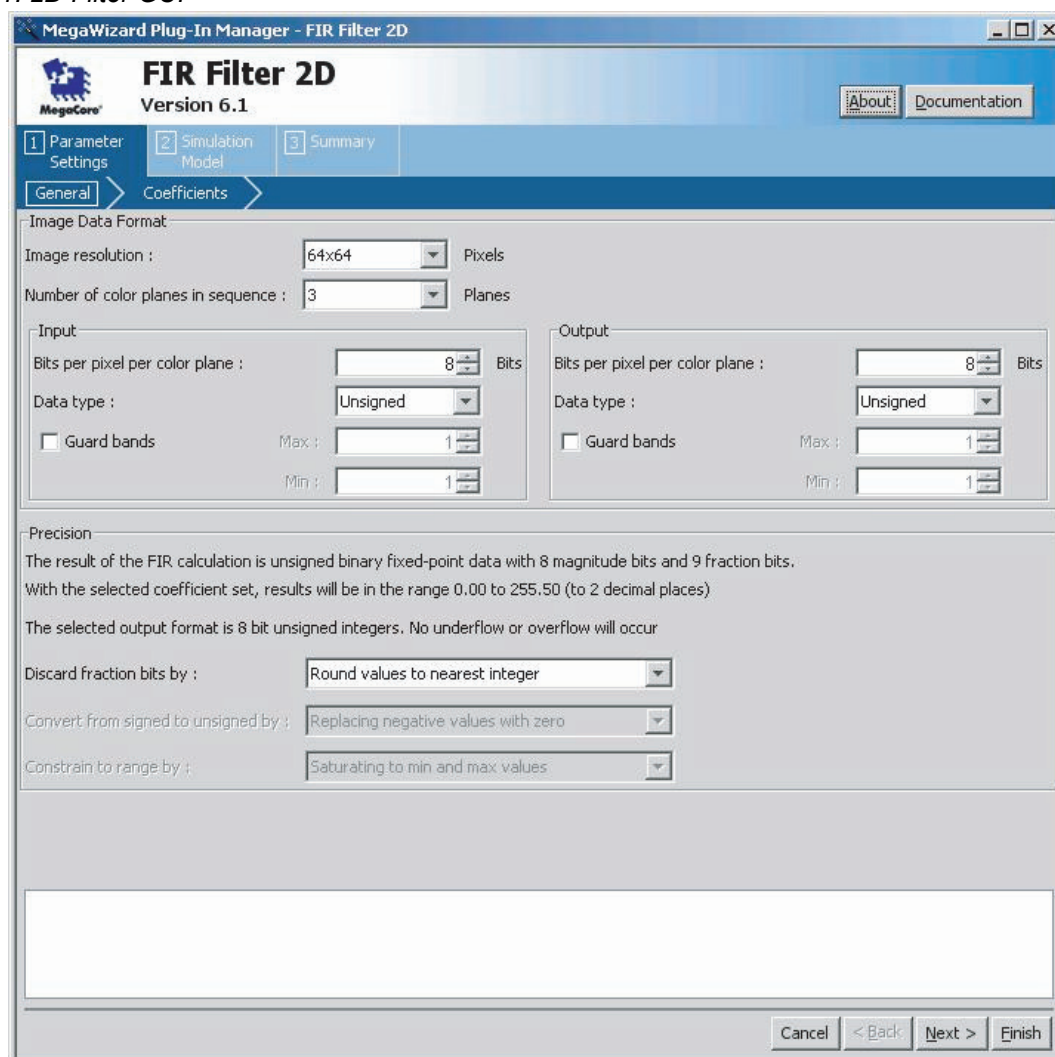 2D Filter GUI
MegaWizard Plug-In Manager - FIR Filter 2D
MegaCore®
FIR Filter 2D
Version 6.1
About
Documentation
1 Parameter Settings
2 Simulation Model
3 Summary
General
Coefficients
Image Data Format
Image resolution : 64x64 Pixels
Number of color planes in sequence : 3 Planes
Input
Bits per pixel per color plane : 8 Bits
Data type : Unsigned
Guard bands Max : 1
Min : 1
Output
Bits per pixel per color plane : 8 Bits
Data type : Unsigned
Guard bands Max : 1
Min : 1
Precision
The result of the FIR calculation is unsigned binary fixed-point data with 8 magnitude bits and 9 fraction bits.
With the selected coefficient set, results will be in the range 0.00 to 255.50 (to 2 decimal places)
The selected output format is 8 bit unsigned integers. No underflow or overflow will occur
Discard fraction bits by : Round values to nearest integer
Convert from signed to unsigned by : Replacing negative values with zero
Constrain to range by : Saturating to min and max values
Cancel
< Back
Next >
Finish